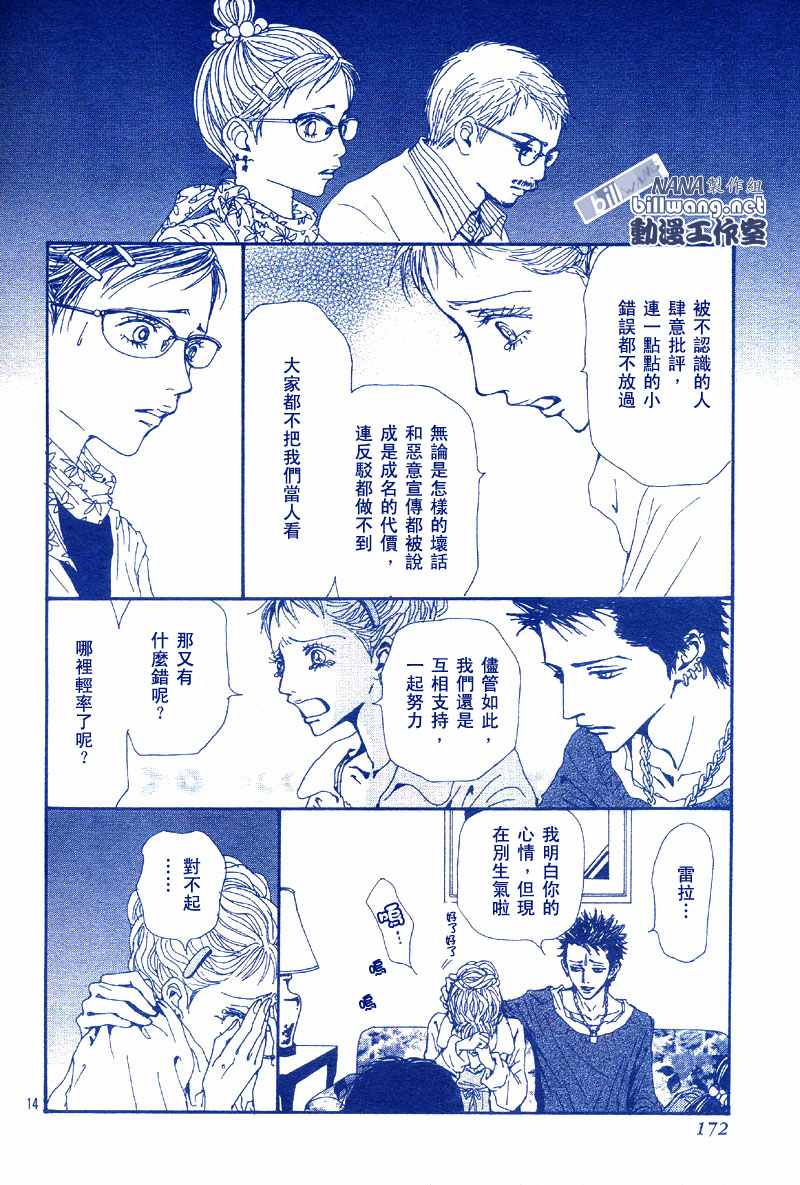 bill wang
NANA製作組
billwang.net
動漫工作室
被不認識的人
肆意批評，
連一點點的小
錯誤都不放過
無論是怎樣的壞話
和惡意宣傳都被說
成是成名的代價，
連反駁都做不到
大家都不把我們當人看
儘管如此，
我們還是
互相支持，
一起努力
那又有
什麼錯呢？
哪裡輕率了呢？
雷拉…
我明白你的
心情，但現
在別生氣啦
好了好了
嗚…
嗚
嗚
對不起
……
14
172